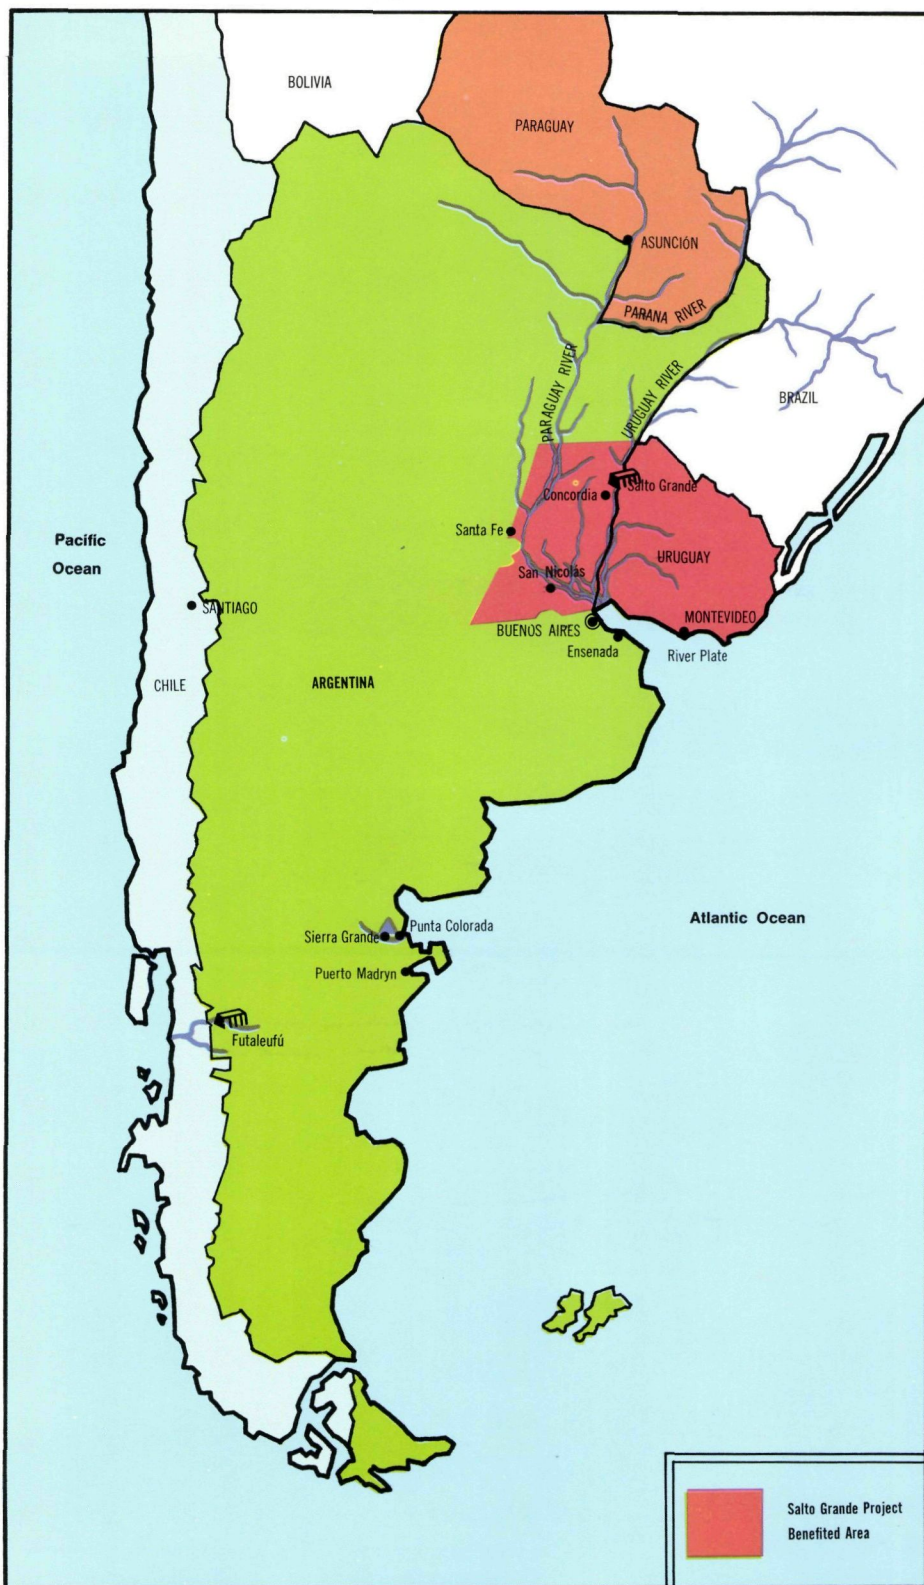 BOLIVIA
PARAGUAY
ASUNCIÓN
PARANA RIVER
PARAGUAY RIVER
URUGUAY RIVER
BRAZIL
Concordia
Salto Grande
Santa Fe
Pacific
Ocean
San Nicolás
URUGUAY
SANTIAGO
MONTEVIDEO
BUENOS AIRES
Ensenada
River Plate
CHILE
ARGENTINA
Atlantic Ocean
Punta Colorada
Sierra Grande
Puerto Madryn
Futaleufú
Salto Grande Project
Benefited Area